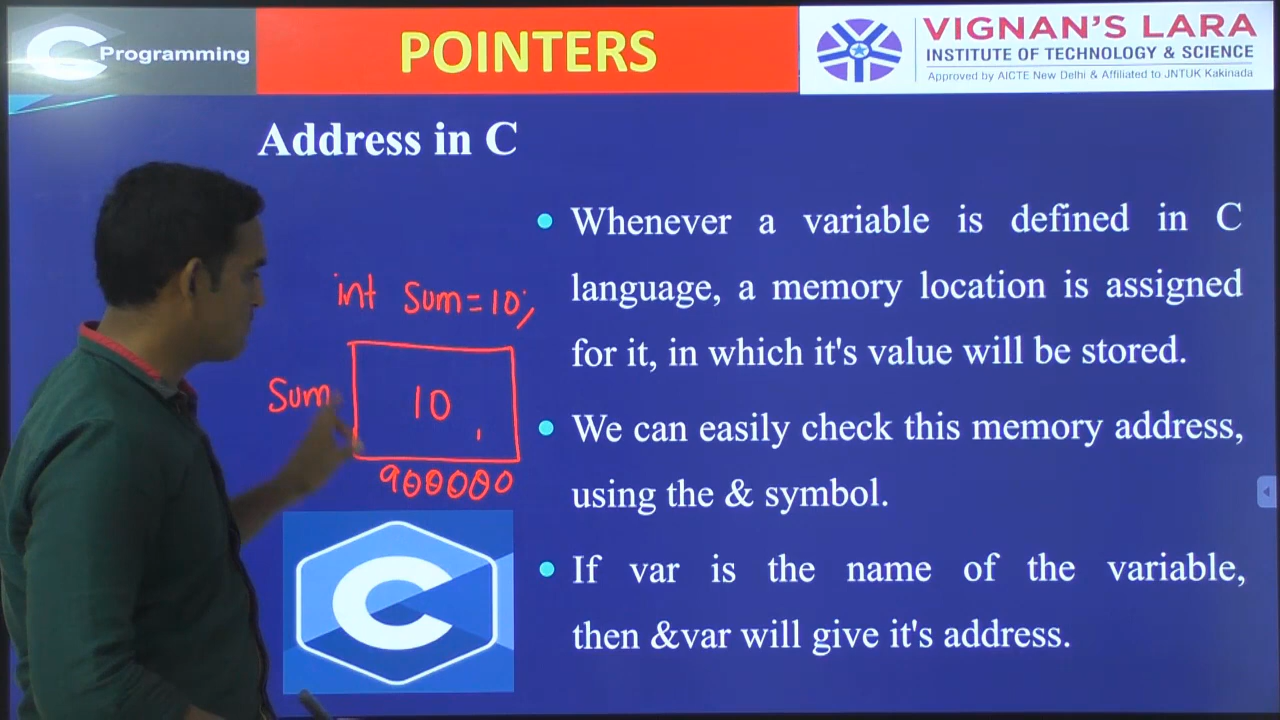 Programming
POINTERS
VIGNAN'S LARA
INSTITUTE OF TECHNOLOGY & SCIENCE
Approved by AICTE New Delhi & Affiliated to JNTUK Kakinada
Address in C
int Sum=10;
Sum
10
900000
Whenever a variable is defined in C
language, a memory location is assigned
for it, in which it's value will be stored.
We can easily check this memory address,
using the & symbol.
If var is the name of the variable,
then &var will give it's address.
C